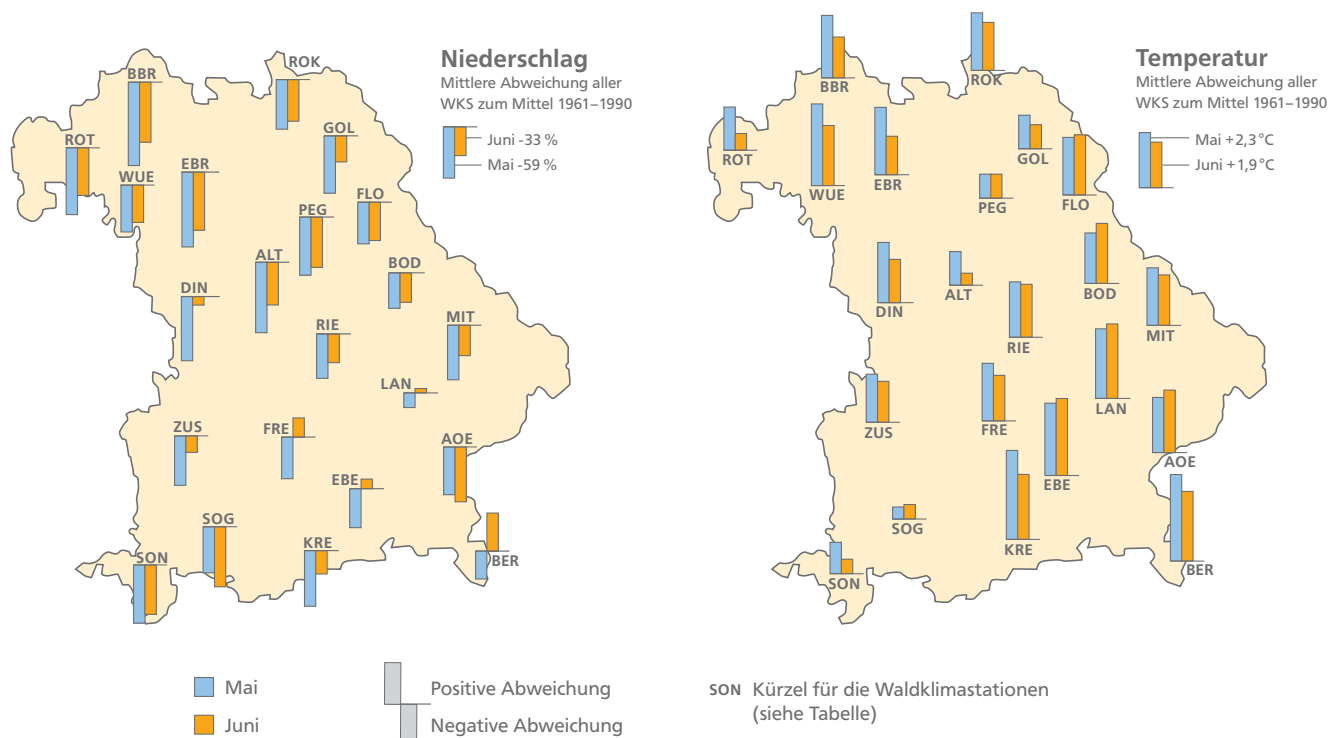 Niederschlag
Mittlere Abweichung aller
WKS zum Mittel 1961–1990
Juni -33 %
Mai -59 %
ROK
BBR
GOL
ROT
EBR
WUE
FLO
PEG
ALT
BOD
DIN
MIT
RIE
LAN
ZUS
FRE
AOE
EBE
SOG
KRE
SON
BER
Temperatur
Mittlere Abweichung aller
WKS zum Mittel 1961–1990
Mai +2,3 °C
Juni +1,9 °C
BBR
ROK
ROT
GOL
EBR
WUE
PEG
FLO
ALT
BOD
DIN
MIT
RIE
LAN
ZUS
FRE
AOE
EBE
SOG
KRE
BER
SON
Mai
Juni
Positive Abweichung
Negative Abweichung
SON Kürzel für die Waldklimastationen
(siehe Tabelle)